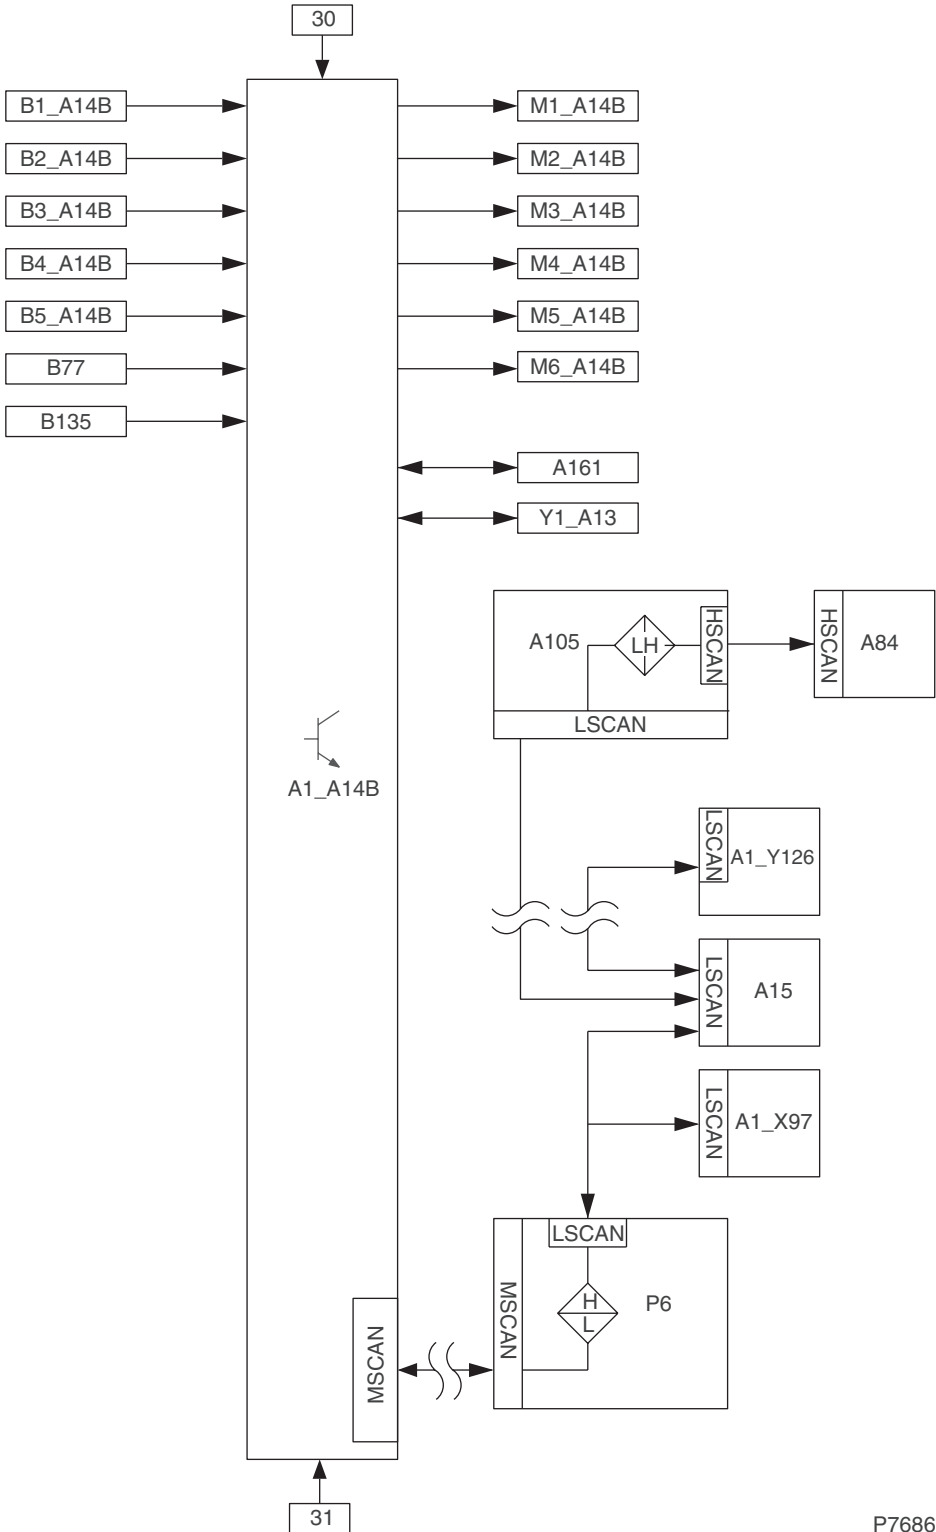 30
B1_A14B
M1_A14B
B2_A14B
M2_A14B
B3_A14B
M3_A14B
B4_A14B
M4_A14B
B5_A14B
M5_A14B
B77
M6_A14B
B135
A161
Y1_A13
A105
LH
HSCAN
HSCAN
A84
LSCAN
A1_A14B
LSCAN
A1_Y126
LSCAN
A15
LSCAN
A1_X97
LSCAN
MSCAN
H
L
P6
MSCAN
31
P7686